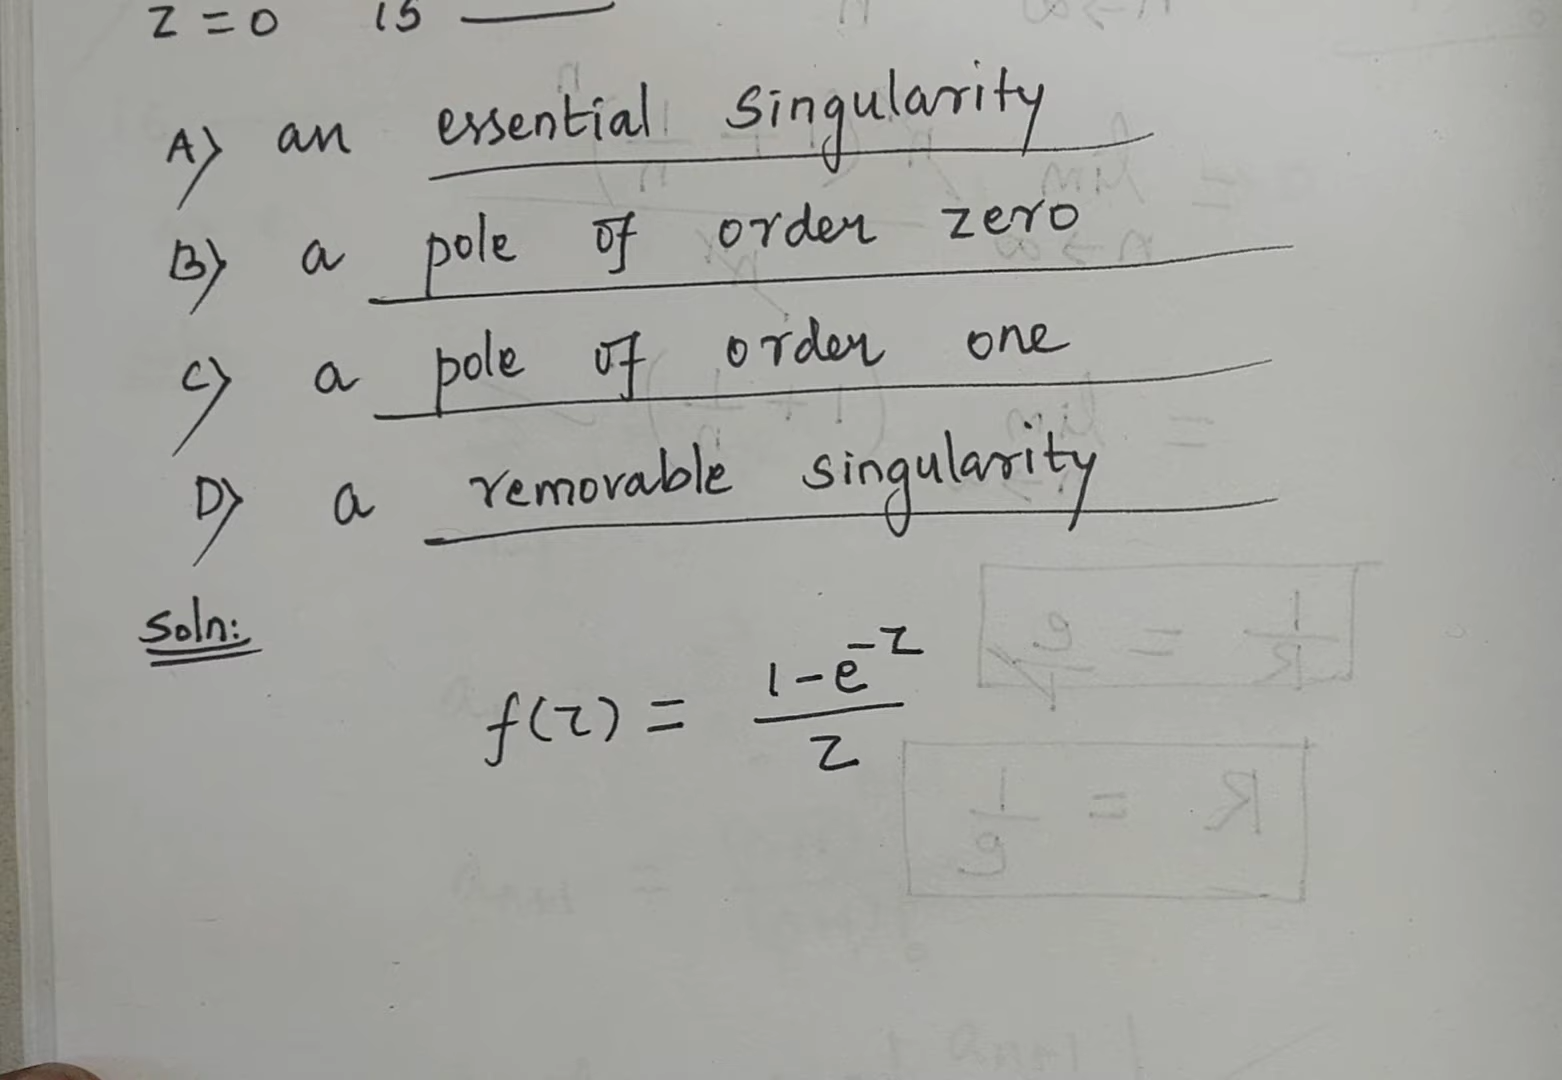 z = 0 is ____
A) an essential singularity
B) a pole of order zero
C) a pole of order one
D) a removable singularity
Soln:
f(z) = (1-e^-z)/z